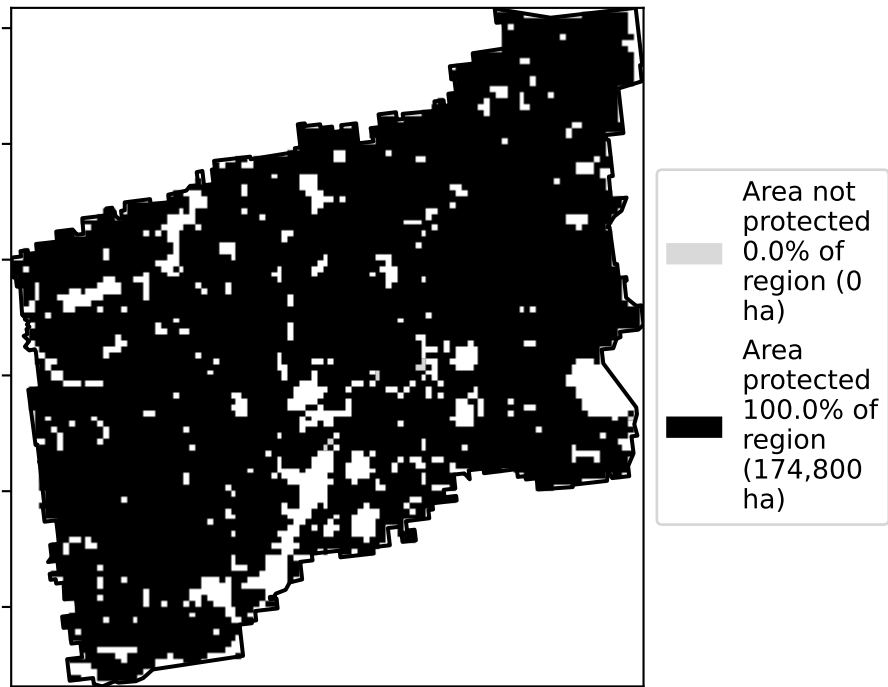 Area not
protected
0.0% of
region (0
ha)
Area
protected
100.0% of
region
(174,800
ha)